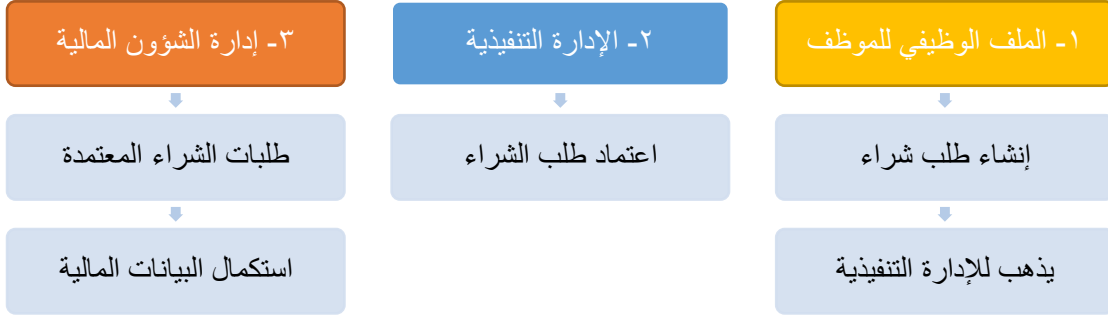 ١- الملف الوظيفي للموظف
إنشاء طلب شراء
يذهب للإدارة التنفيذية
٢- الإدارة التنفيذية
اعتماد طلب الشراء
٣- إدارة الشؤون المالية
طلبات الشراء المعتمدة
استكمال البيانات المالية